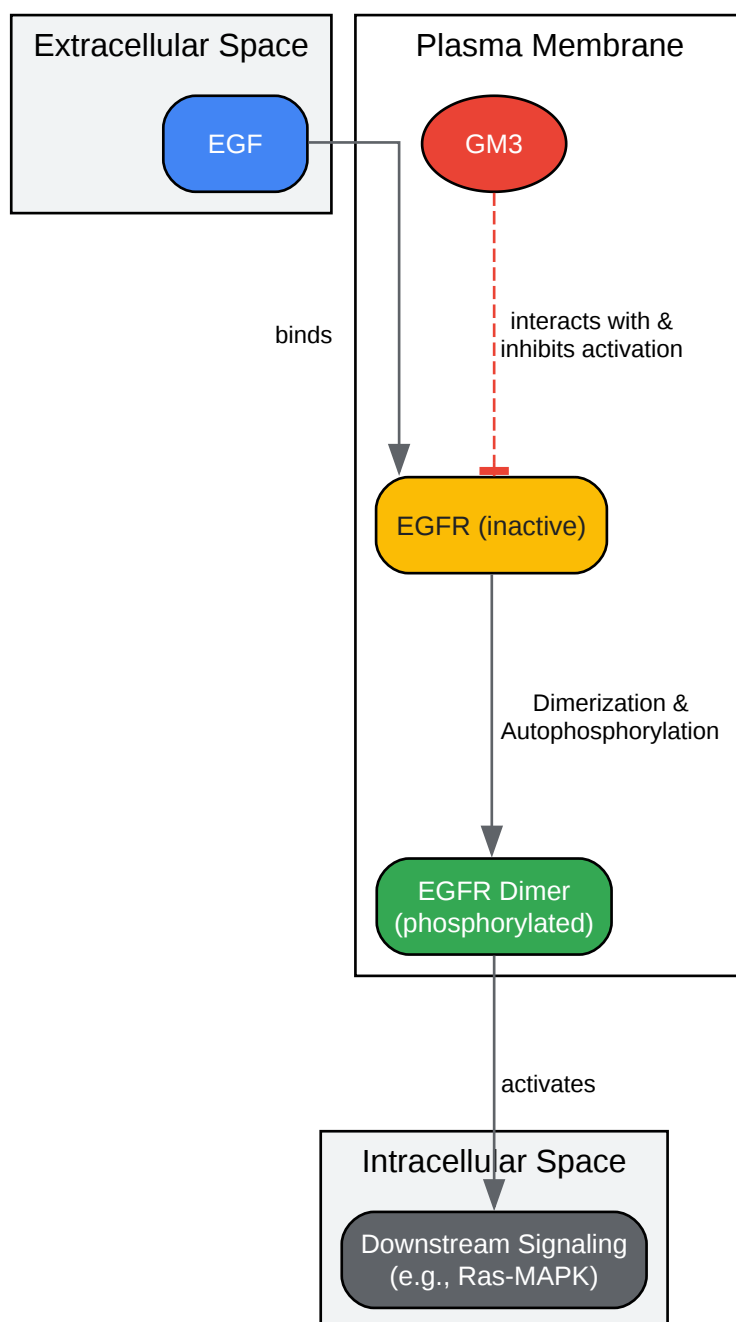 Extracellular Space
Plasma Membrane
EGF
GM3
binds
interacts with &
inhibits activation
EGFR (inactive)
Dimerization &
Autophosphorylation
EGFR Dimer
(phosphorylated)
activates
Intracellular Space
Downstream Signaling
(e.g., Ras-MAPK)